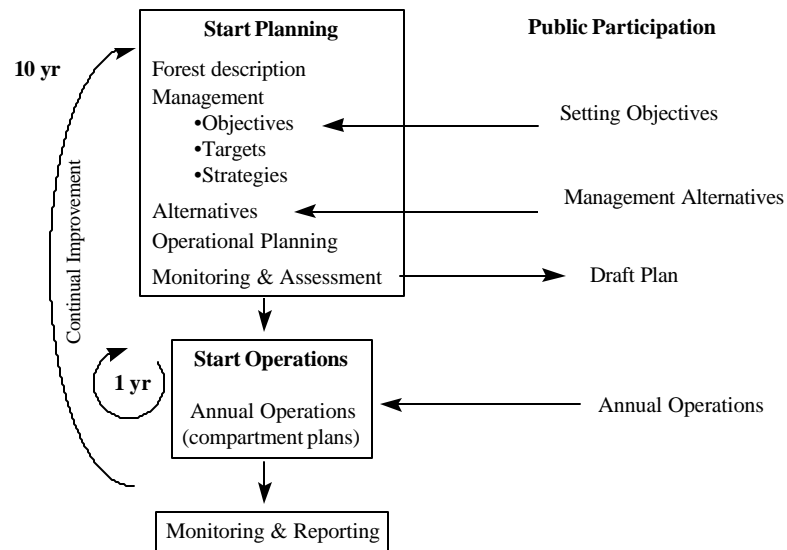 Start Planning
Public Participation
10 yr
Forest description
Management
•Objectives
Setting Objectives
•Targets
•Strategies
Alternatives
Management Alternatives
Operational Planning
Monitoring & Assessment
Draft Plan
Continual Improvement
Start Operations
1 yr
Annual Operations
(compartment plans)
Annual Operations
Monitoring & Reporting